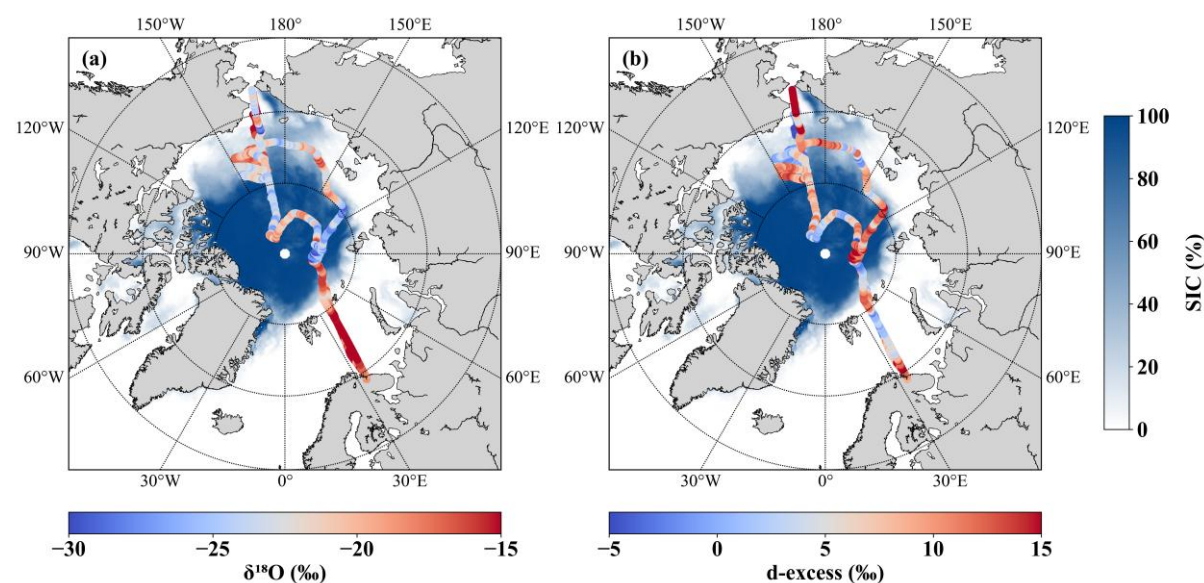 150°W 180° 150°E 150°W 180° 150°E
(a) (b)
120°W 120°E 120°W 120°E
90°W 90°E 90°W 90°E
60°W 60°E 60°W 60°E
30°W 0° 30°E 30°W 0° 30°E
100
80
60
40
20
0
SIC (%)
−30 −25 −20 −15
δ¹⁸O (‰)
−5 0 5 10 15
d-excess (‰)